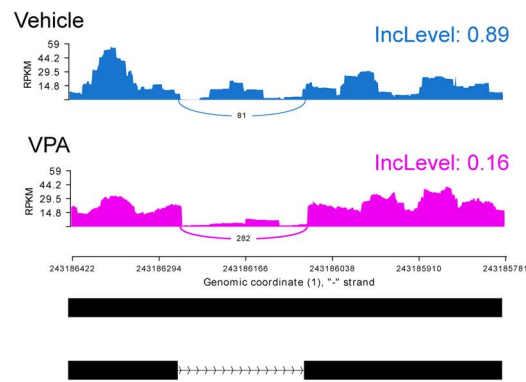 Vehicle
IncLevel: 0.89
59
44.2
29.5
14.8
RPKM
81
VPA
IncLevel: 0.16
59
44.2
29.5
14.8
RPKM
282
243186422 243186294 243186166 243186038 243185910 243185781
Genomic coordinate (1), "-" strand